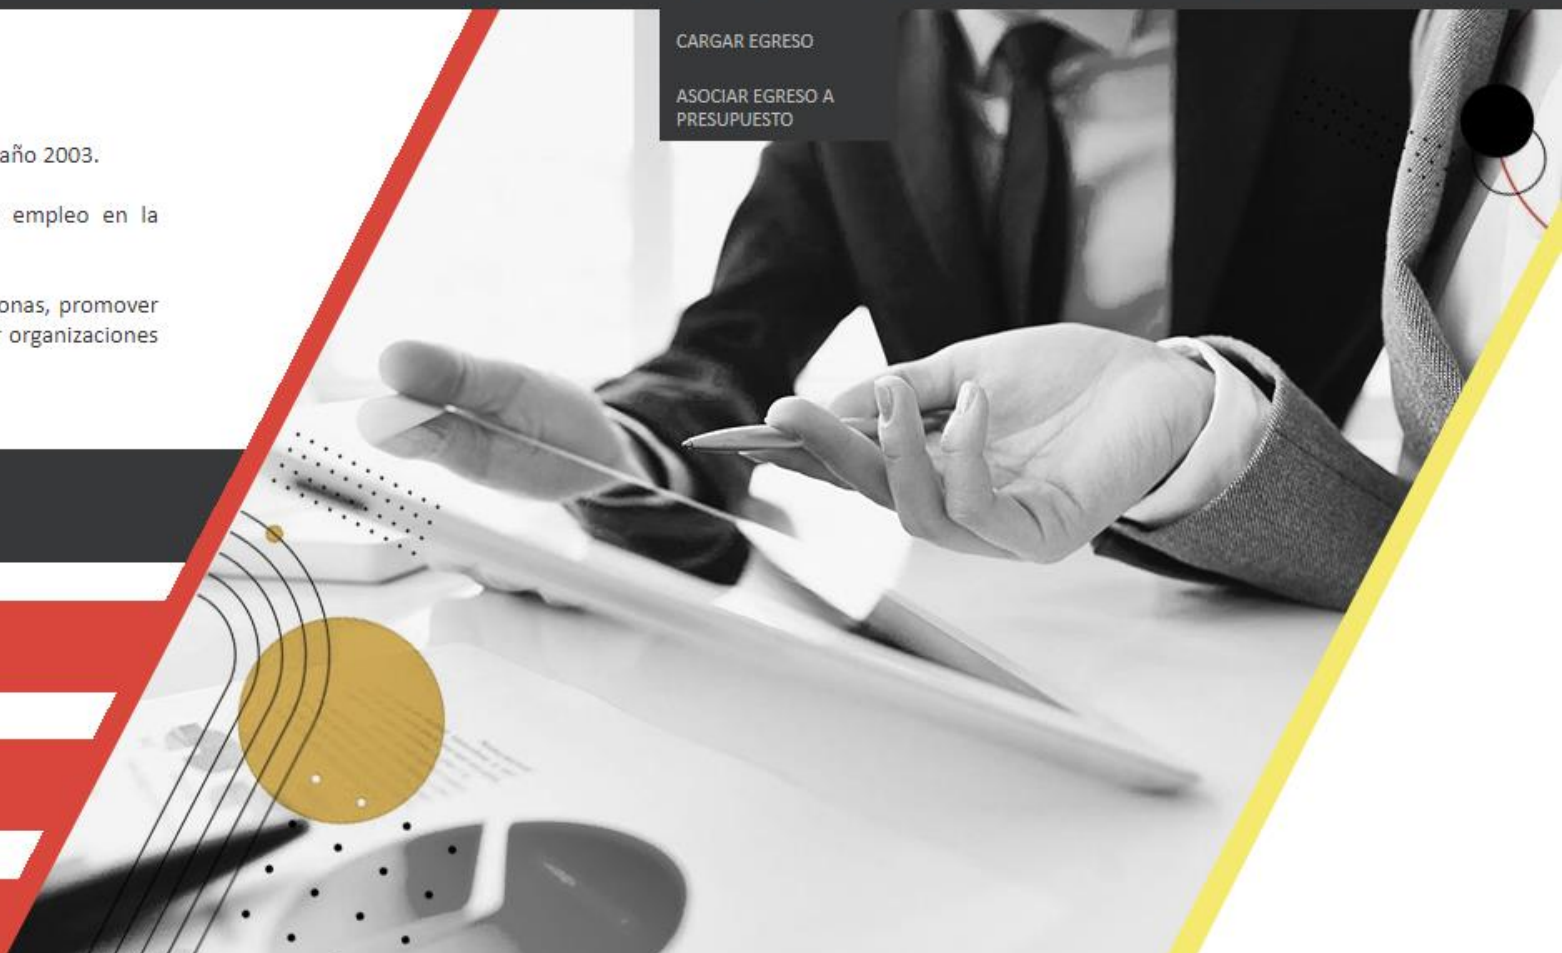 CARGAR EGRESO
ASOCIAR EGRESO A
PRESUPUESTO
año 2003.
empleo en la
onas, promover
organizaciones